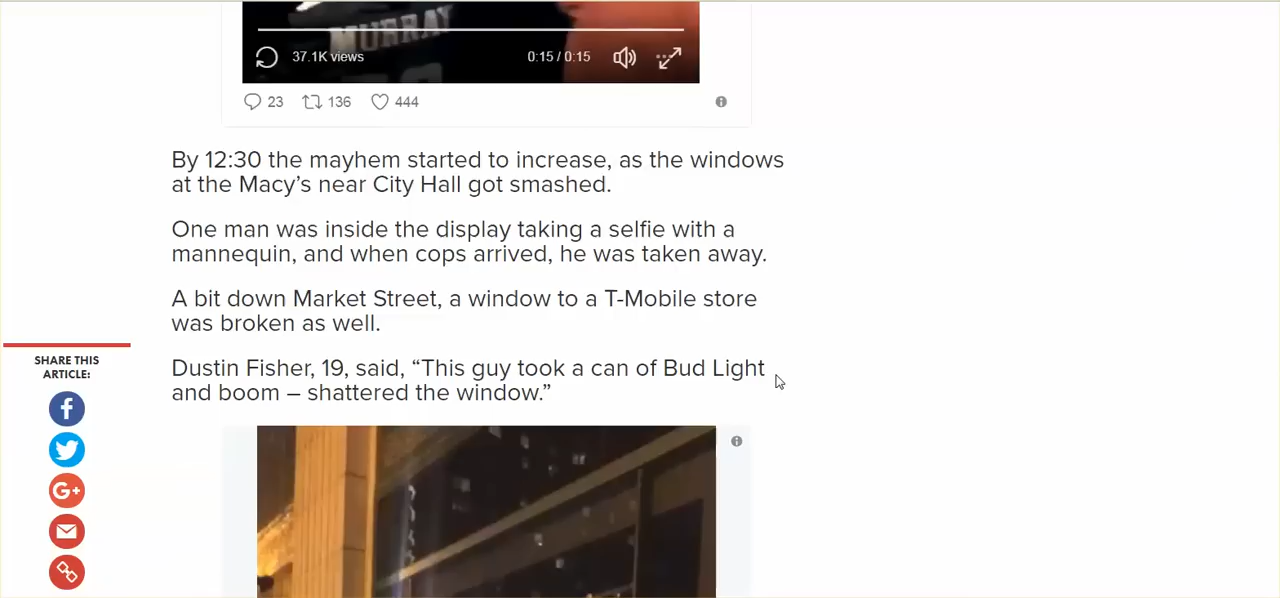 MURRAY
37.1K views
0:15 / 0:15
23 136 444
By 12:30 the mayhem started to increase, as the windows
at the Macy’s near City Hall got smashed.
One man was inside the display taking a selfie with a
mannequin, and when cops arrived, he was taken away.
A bit down Market Street, a window to a T-Mobile store
was broken as well.
SHARE THIS
ARTICLE:
Dustin Fisher, 19, said, “This guy took a can of Bud Light
and boom – shattered the window.”
f
G+